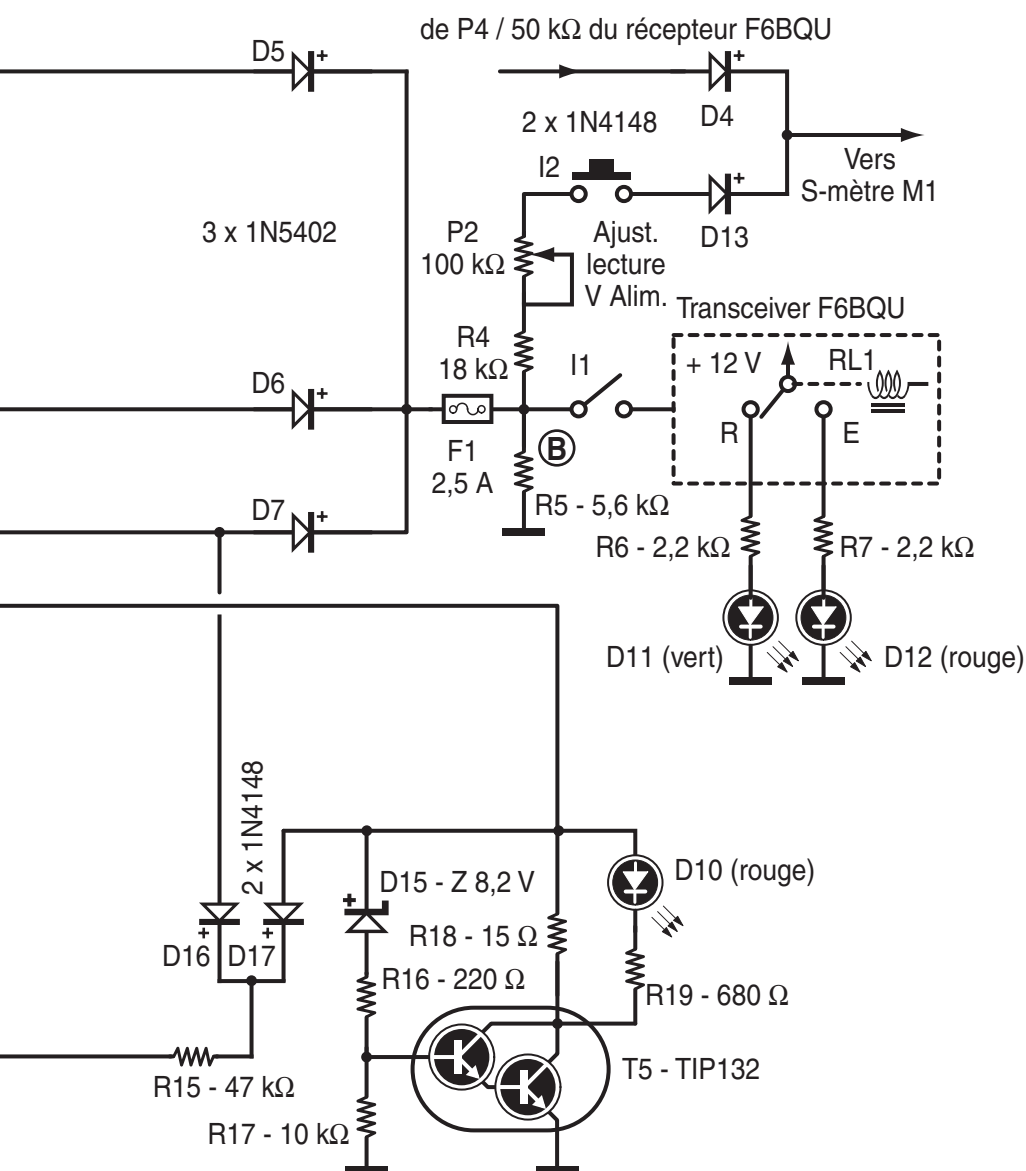 de P4 / 50 kΩ du récepteur F6BQU
D5
+
+
D4
2 x 1N4148
I2
Vers
S-mètre M1
+
D13
3 x 1N5402
P2
100 kΩ
Ajust.
lecture
V Alim.
Transceiver F6BQU
R4
18 kΩ
I1
+ 12 V
RL1
R
E
D6
+
F1
2,5 A
B
D7
+
R5 - 5,6 kΩ
R6 - 2,2 kΩ
R7 - 2,2 kΩ
D11 (vert)
D12 (rouge)
2 x 1N4148
D15 - Z 8,2 V
+
D10 (rouge)
R18 - 15 Ω
+
+
D16
D17
R16 - 220 Ω
R19 - 680 Ω
T5 - TIP132
R15 - 47 kΩ
R17 - 10 kΩ